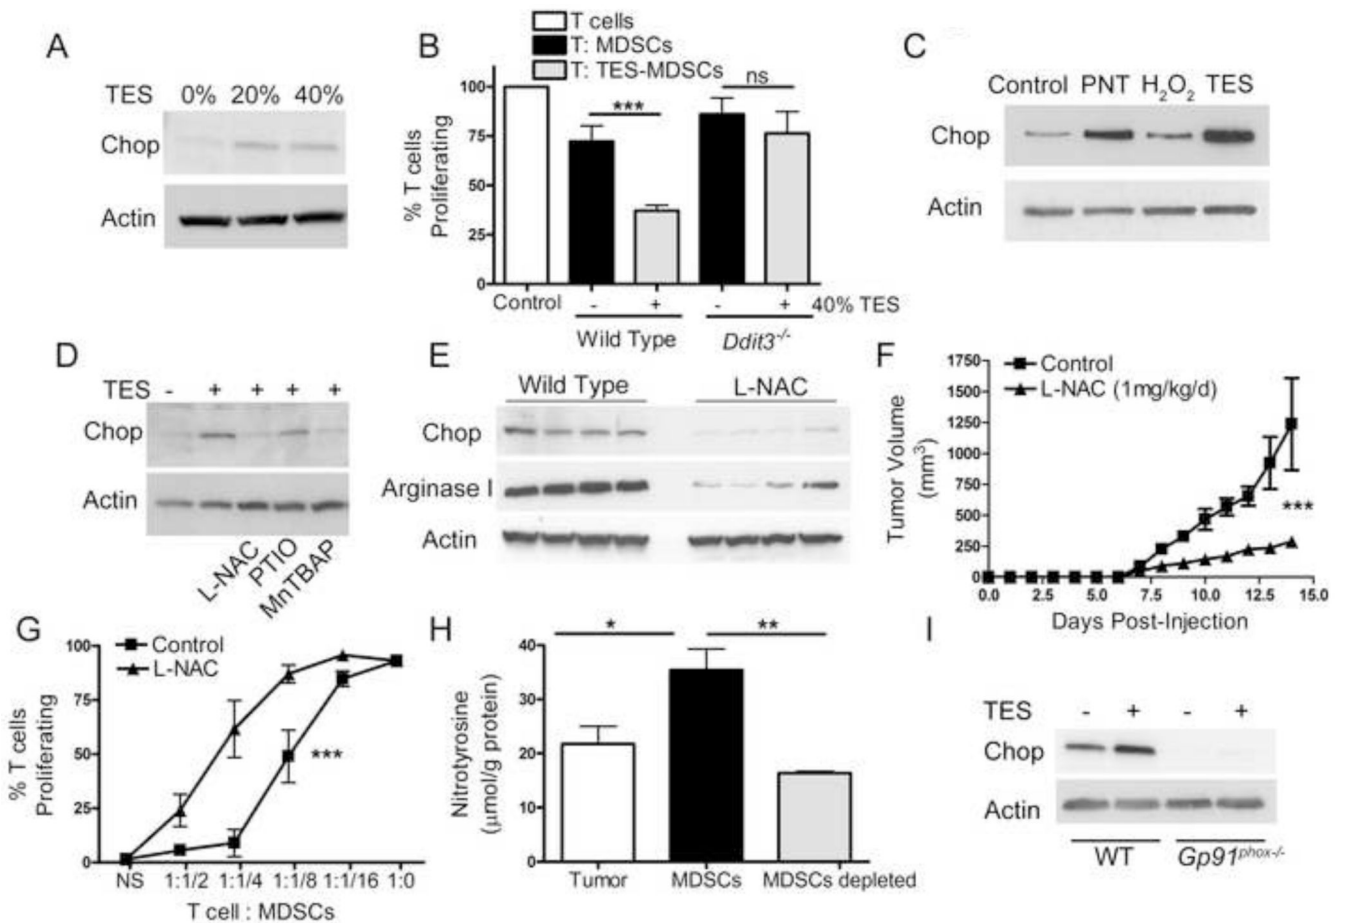 A
TES 0% 20% 40%
Chop
Actin
B
T cells
T: MDSCs
T: TES-MDSCs
ns
***
% T cells
Proliferating
100
75
50
25
0
Control - + - + 40% TES
Wild Type Ddit3-/-
C
Control PNT H2O2 TES
Chop
Actin
D
TES - + + + +
Chop
Actin
L-NAC
PTIO
MnTBAP
E
Wild Type L-NAC
Chop
Arginase I
Actin
F
Control
L-NAC (1mg/kg/d)
Tumor Volume
(mm3)
1750
1500
1250
1000
750
500
250
0
***
0.0 2.5 5.0 7.5 10.0 12.5 15.0
Days Post-Injection
G
Control
L-NAC
% T cells
Proliferating
100
75
50
25
0
***
NS 1:1/2 1:1/4 1:1/8 1:1/16 1:0
T cell : MDSCs
H
* **
Nitrotyrosine
(μmol/g protein)
40
30
20
10
0
Tumor MDSCs MDSCs depleted
I
TES - + - +
Chop
Actin
WT Gp91phox-/-